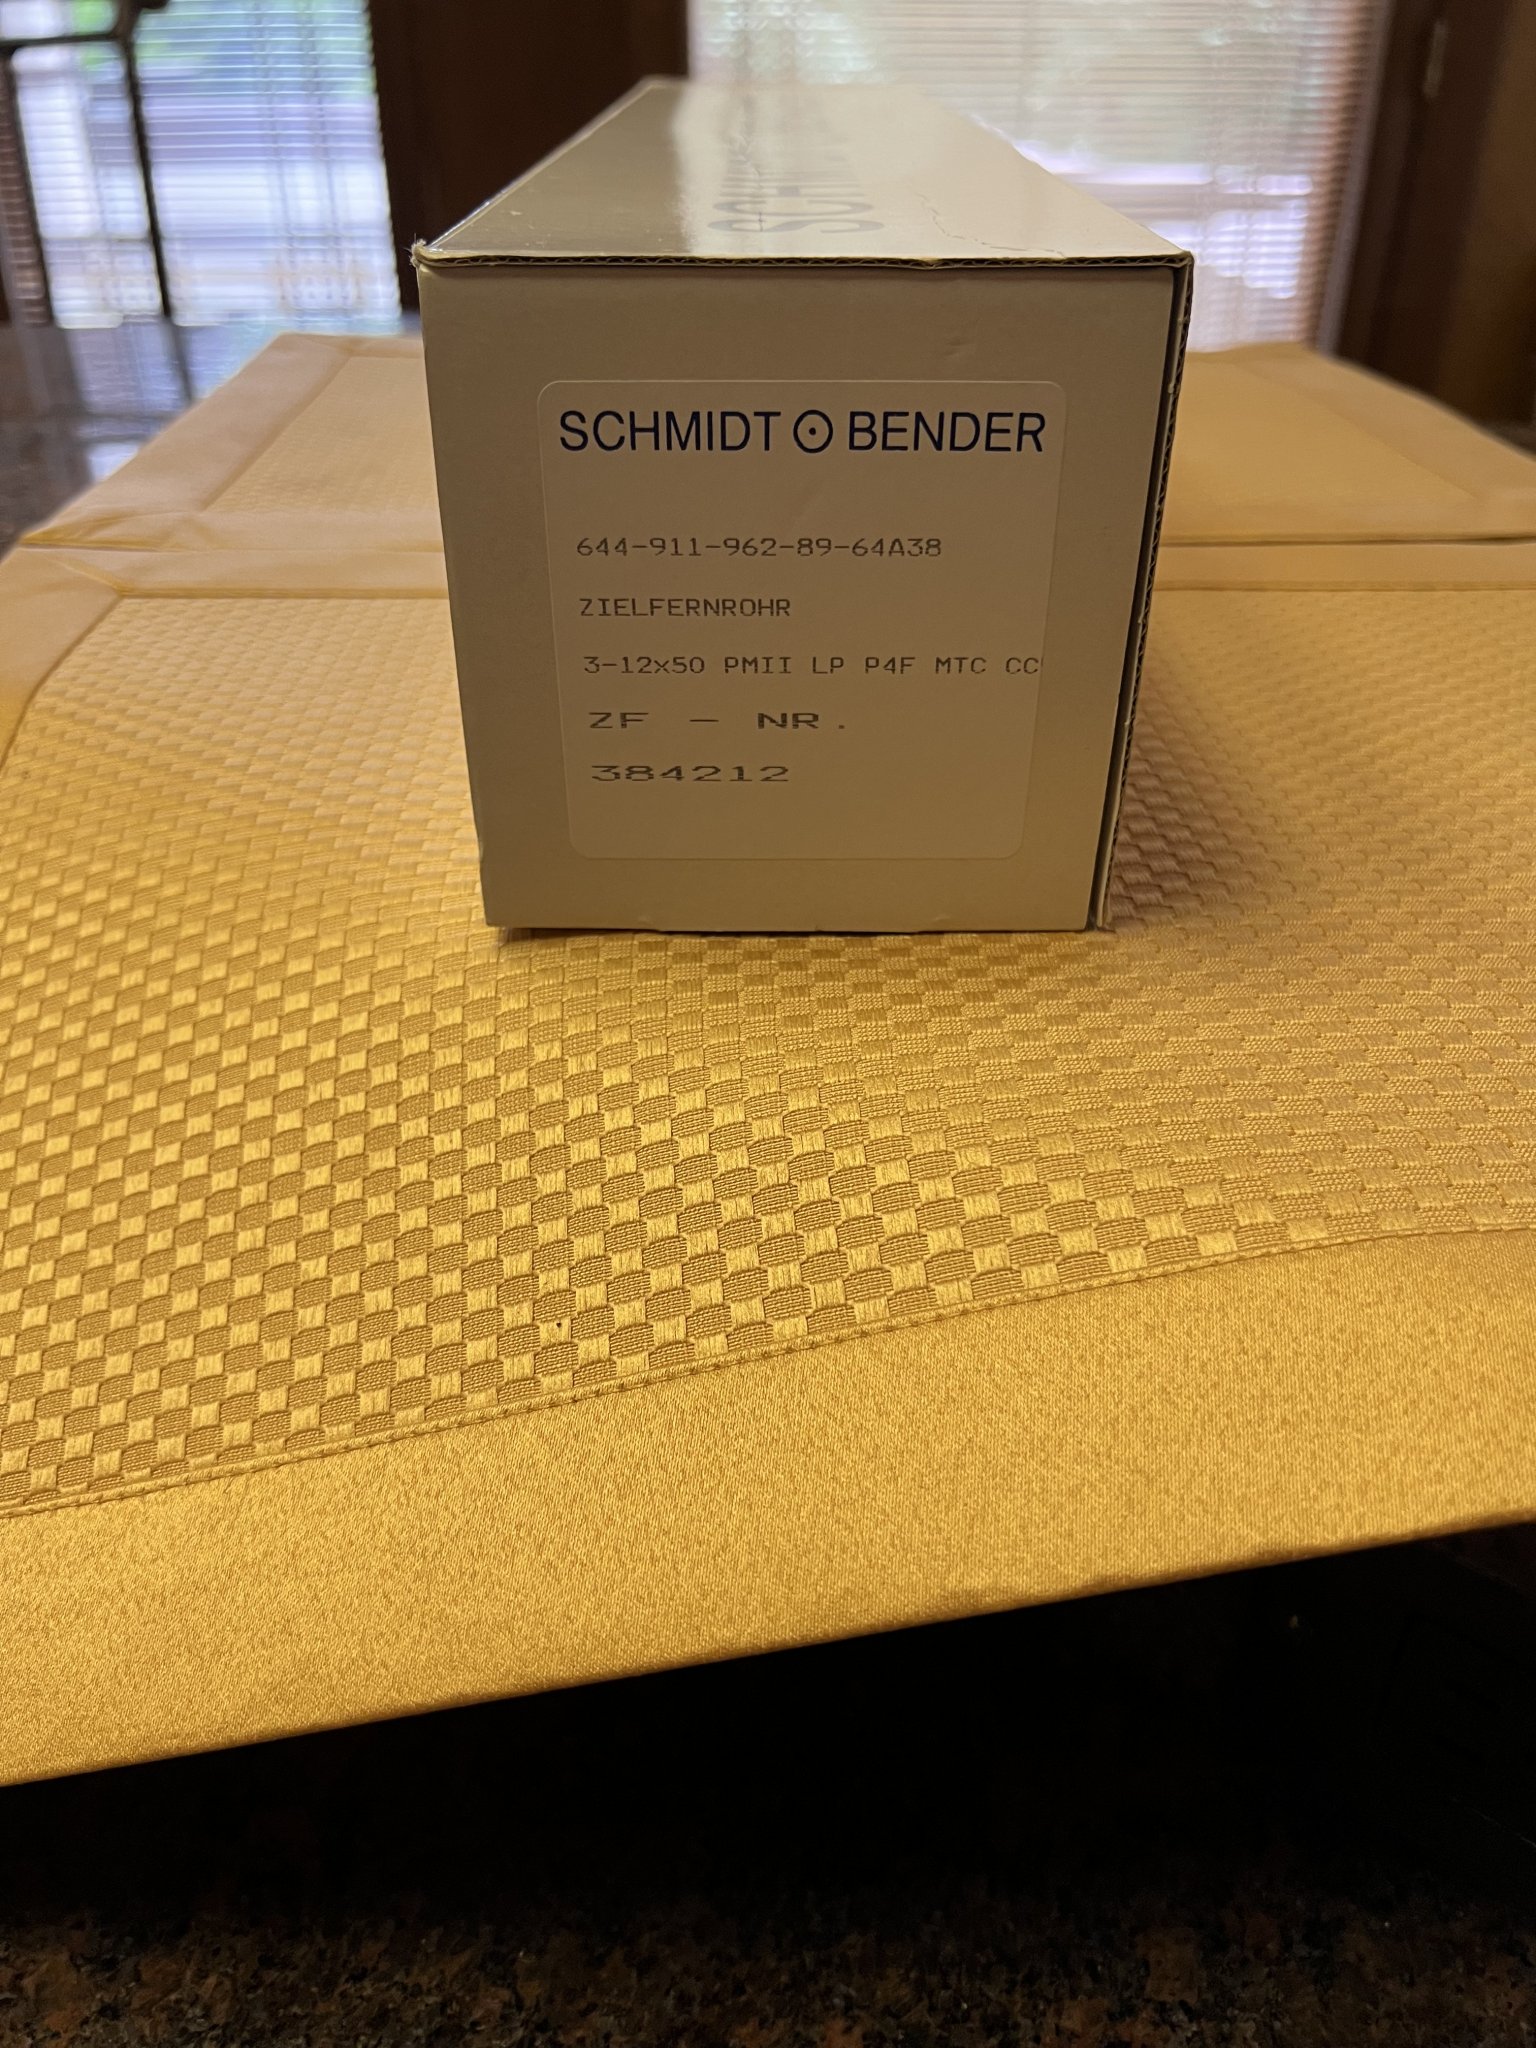 SCHMIDT BENDER
644-911-962-89-64A38
ZIELFERNROHR
3-12x50 PMII LP P4F MTC CC
ZF - NR.
384212